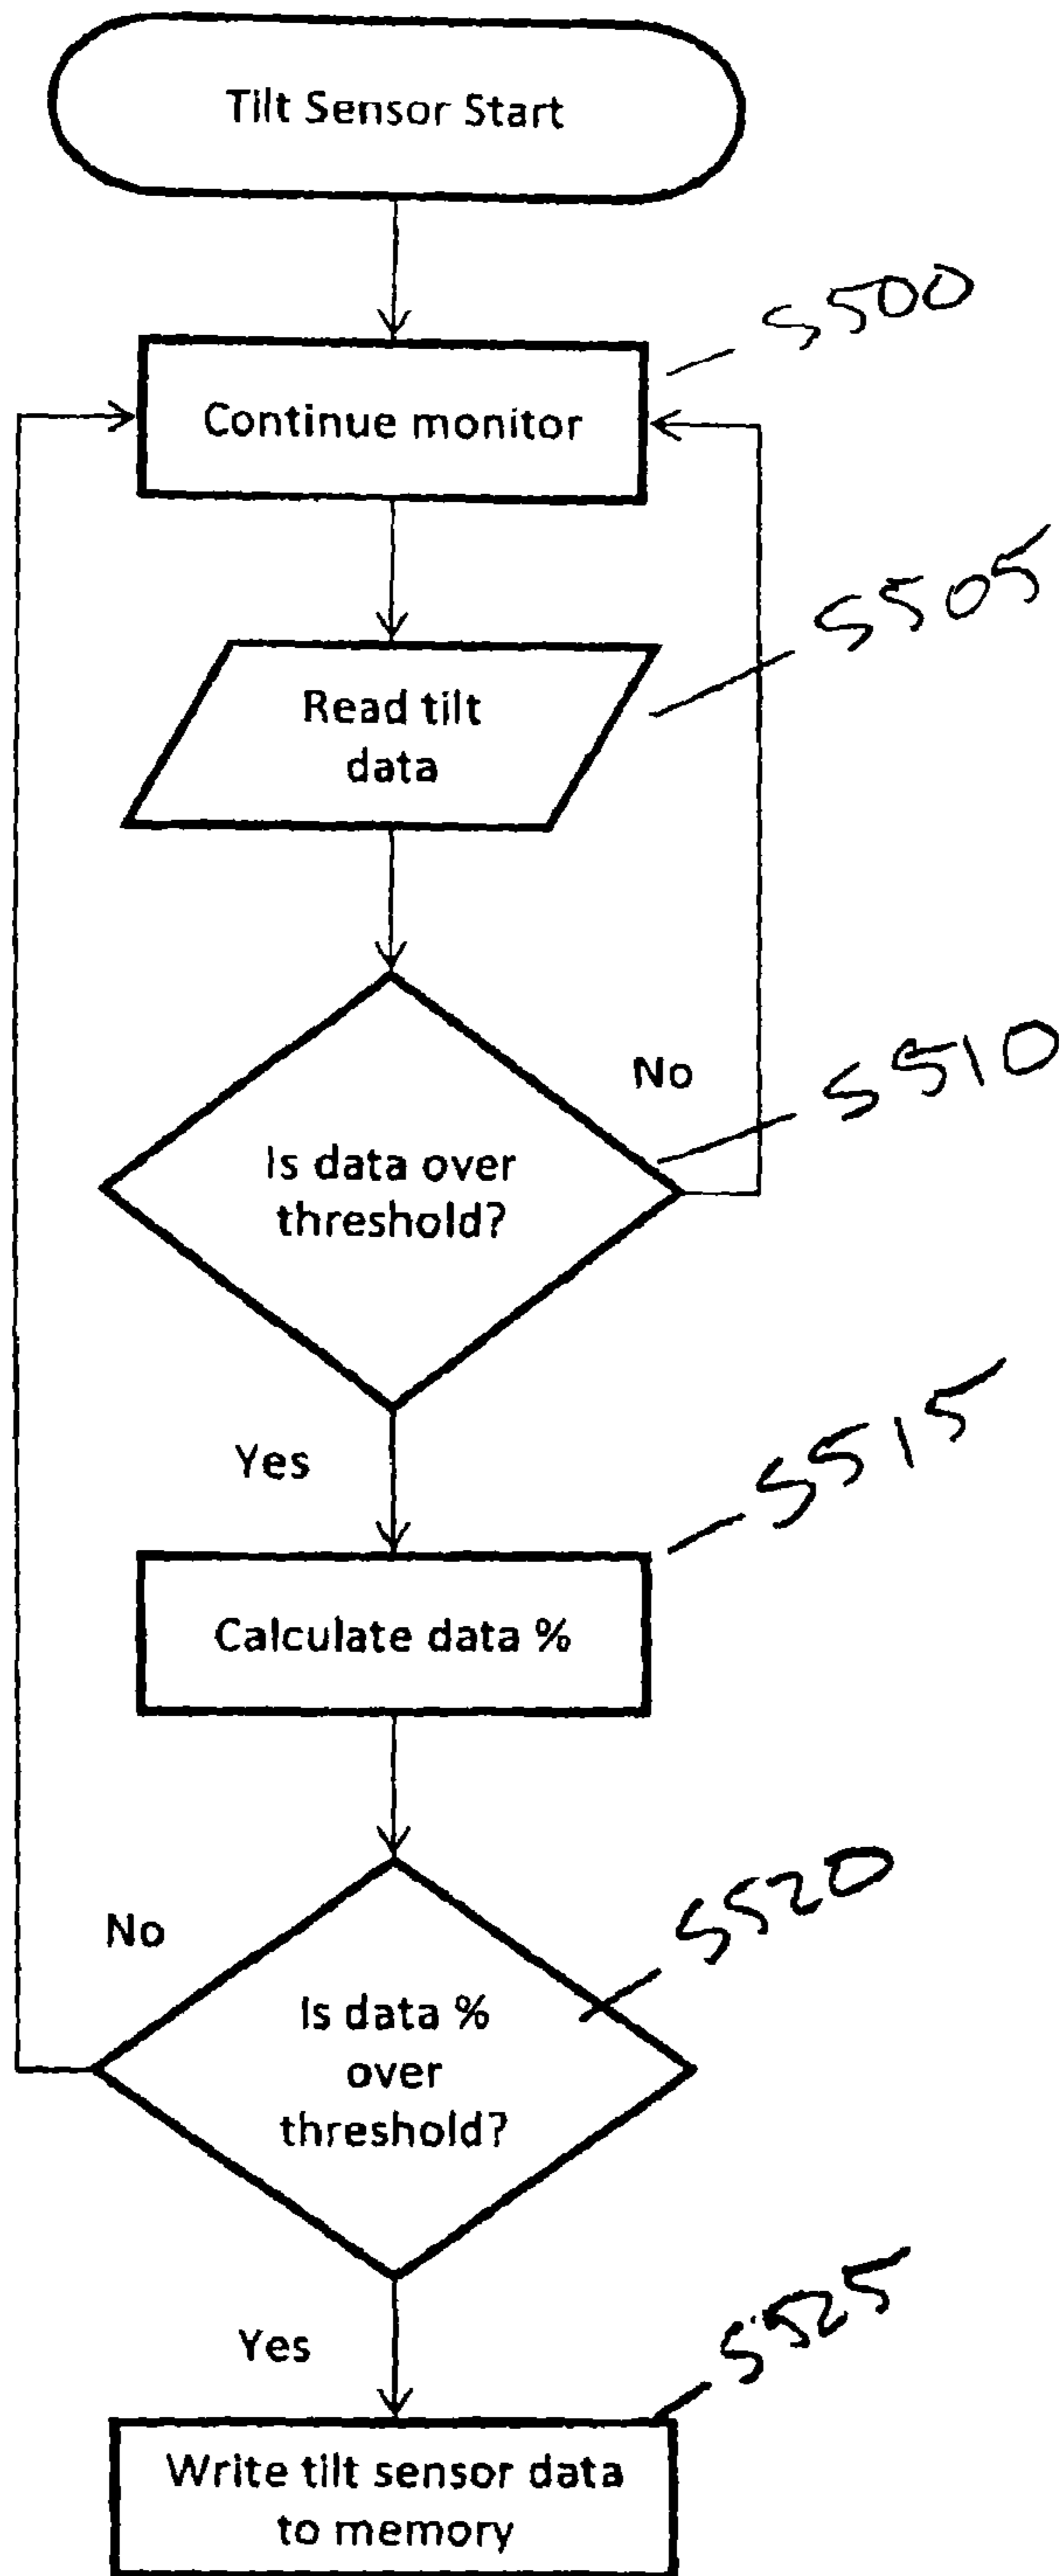 Tilt Sensor Start
S500
Continue monitor
S505
Read tilt
data
No
S510
Is data over
threshold?
Yes
S515
Calculate data %
S520
No
Is data %
over
threshold?
S525
Yes
Write tilt sensor data
to memory